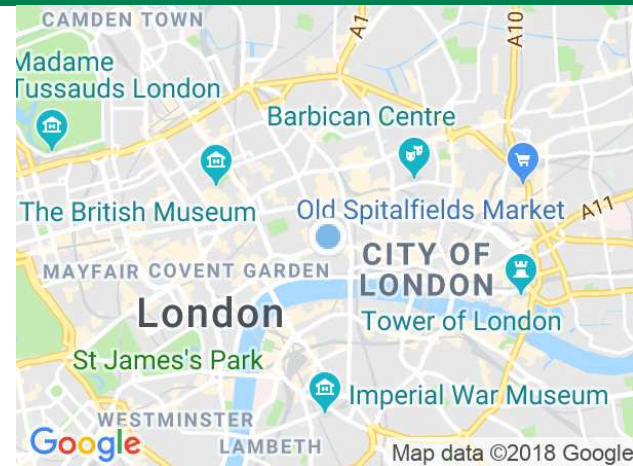 CAMDEN TOWN
A1
A10
Madame
Tussauds London
Barbican Centre
The British Museum
Old Spitalfields Market
A11
MAYFAIR
COVENT GARDEN
CITY OF
LONDON
London
Tower of London
St James's Park
Imperial War Museum
WESTMINSTER
Google
LAMBETH
Map data ©2018 Google